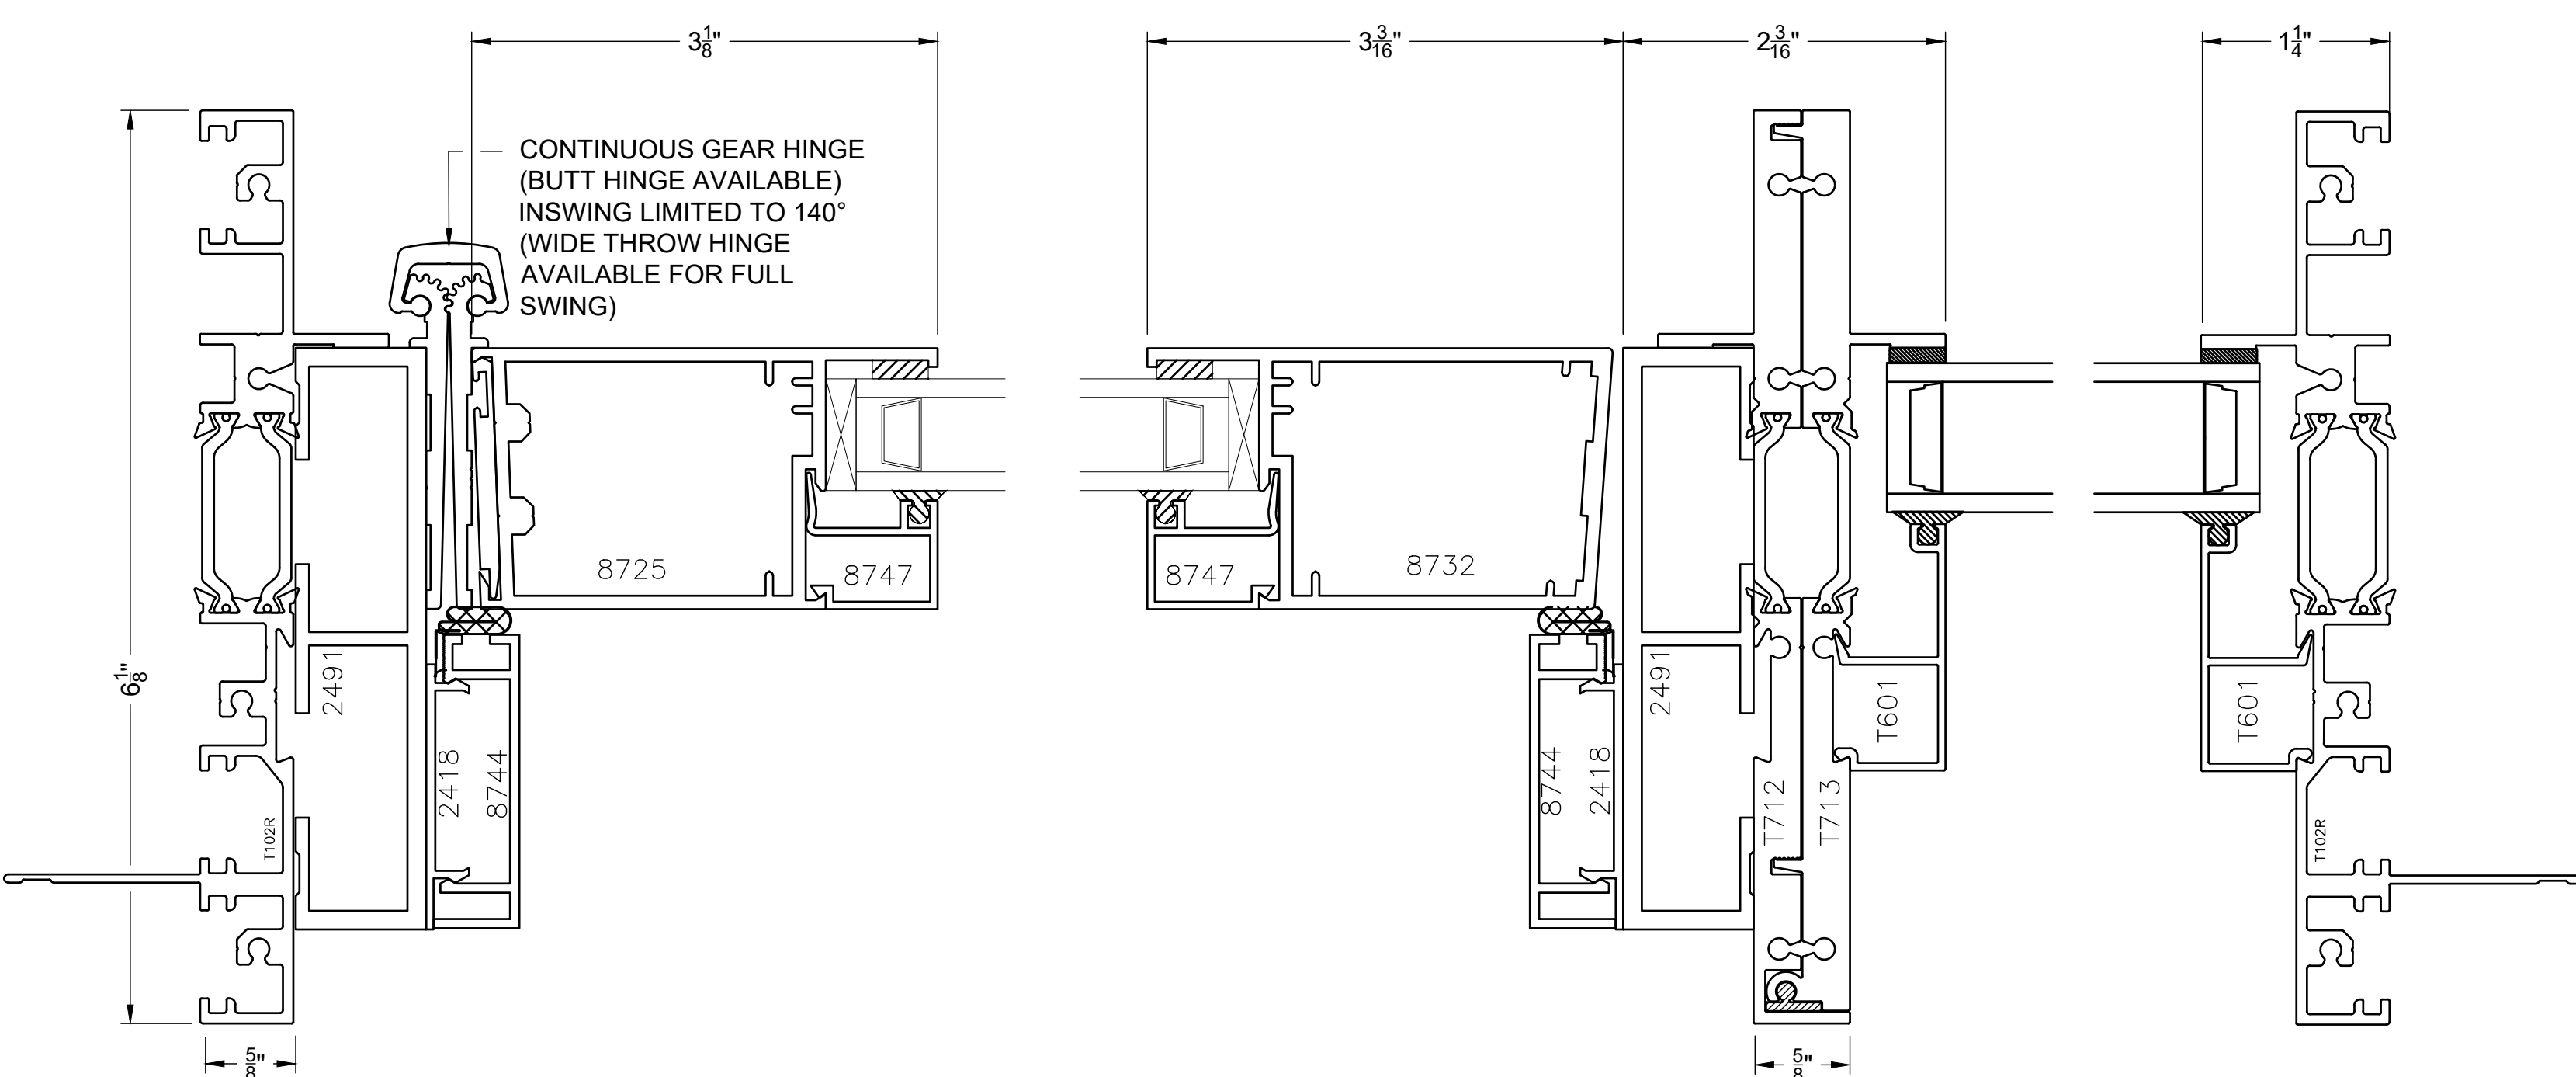 3 1/8"
3 3/16"
2 3/16"
1 1/4"
CONTINUOUS GEAR HINGE
(BUTT HINGE AVAILABLE)
INSWING LIMITED TO 140°
(WIDE THROW HINGE
AVAILABLE FOR FULL
SWING)
6 1/8"
8725
8747
8747
8732
2491
2418
8744
T102R
8744
2418
2491
T712
T713
T601
T601
T102R
5/8"
5/8"